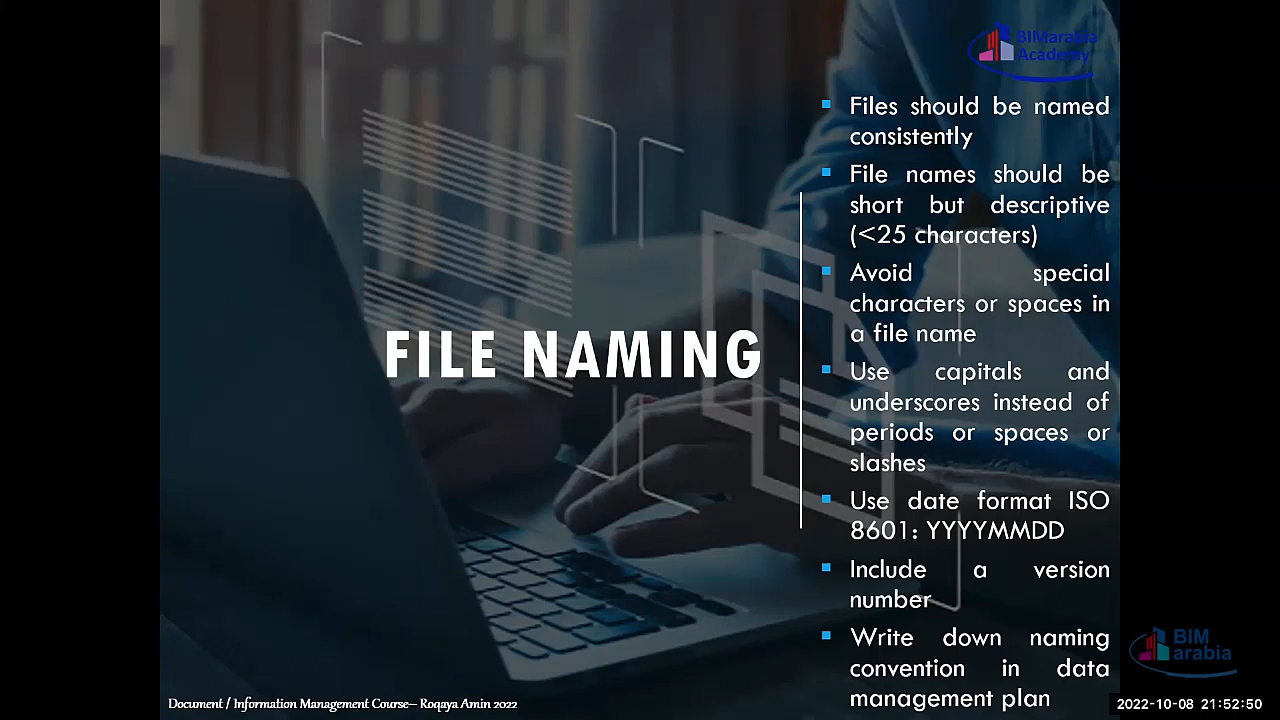 BIMarabia
Academy
Files should be named
consistently
File names should be
short but descriptive
(<25 characters)
Avoid special
characters or spaces in
a file name
Use capitals and
underscores instead of
periods or spaces or
slashes
Use date format ISO
8601: YYYYMMDD
Include a version
number
Write down naming
convention in data
management plan
FILE NAMING
BIM
arabia
Document / Information Management Course– Roqaya Amin 2022
2022-10-08 21:52:50